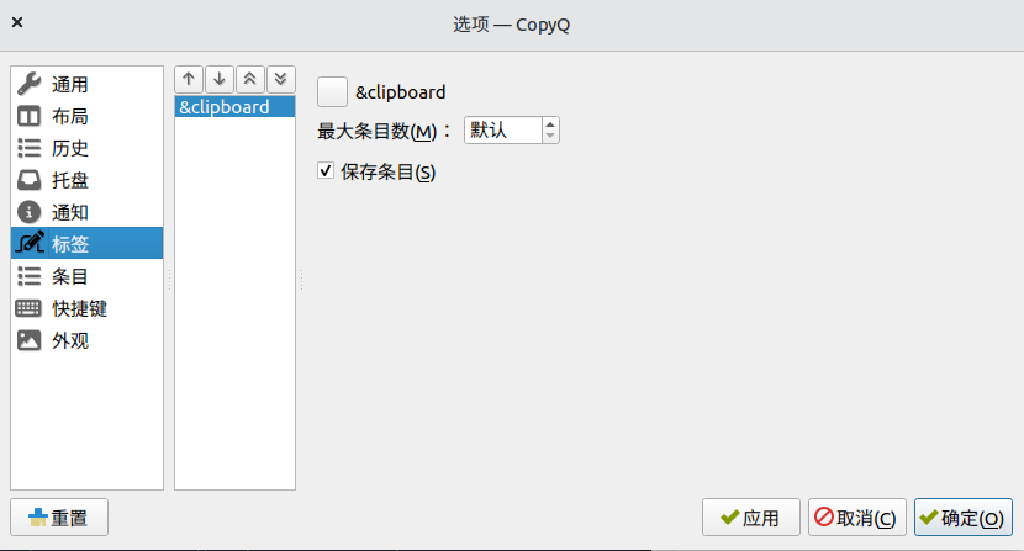 选项 — CopyQ
通用
布局
历史
托盘
通知
标签
条目
快捷键
外观
&clipboard
&clipboard
最大条目数(M)： 默认
保存条目(S)
重置
应用
取消(C)
确定(O)